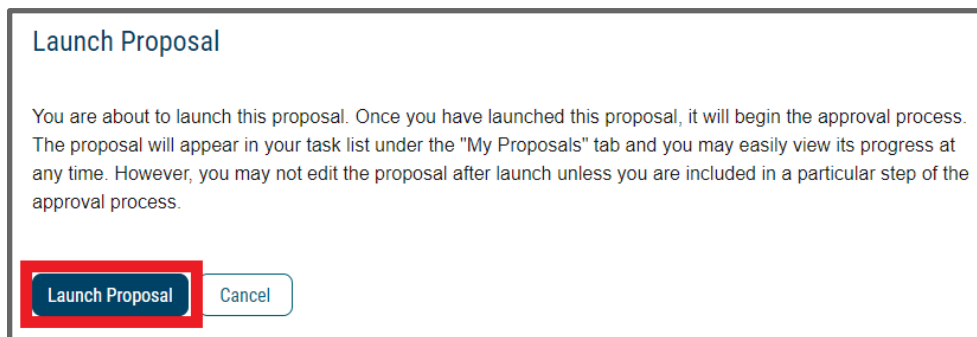 Launch Proposal
You are about to launch this proposal. Once you have launched this proposal, it will begin the approval process.
The proposal will appear in your task list under the "My Proposals" tab and you may easily view its progress at
any time. However, you may not edit the proposal after launch unless you are included in a particular step of the
approval process.
Launch Proposal Cancel